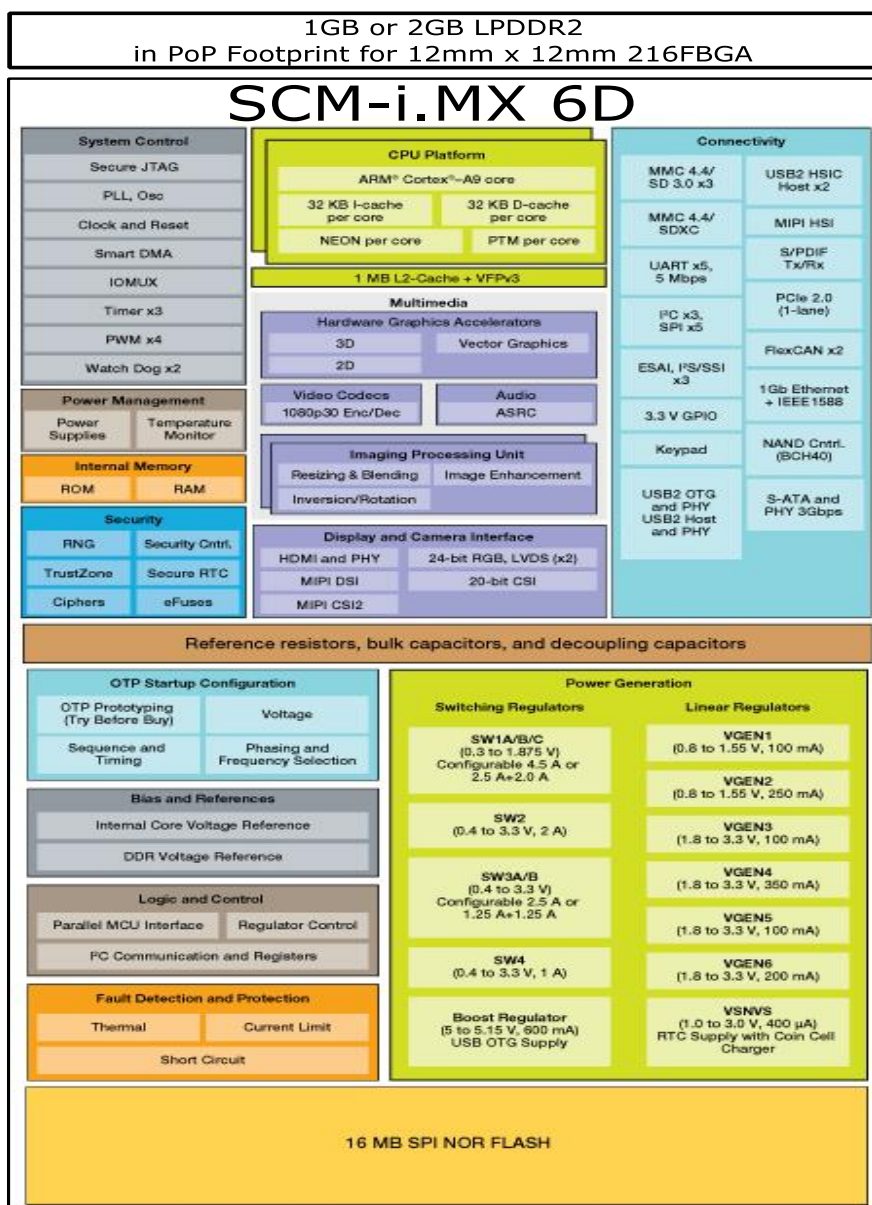 1GB or 2GB LPDDR2
in PoP Footprint for 12mm x 12mm 216FBGA
SCM-i.MX 6D
System Control
Secure JTAG
PLL, Osc
Clock and Reset
Smart DMA
IOMUX
Timer x3
PWM x4
Watch Dog x2
Power Management
Power
Supplies
Temperature
Monitor
Internal Memory
ROM
RAM
Security
RNG
Security Cntrl.
TrustZone
Secure RTC
Ciphers
eFuses
CPU Platform
ARM® Cortex®-A9 core
32 KB I-cache
per core
32 KB D-cache
per core
NEON per core
PTM per core
1 MB L2-Cache + VFPv3
Multimedia
Hardware Graphics Accelerators
3D
Vector Graphics
2D
Video Codecs
1080p30 Enc/Dec
Audio
ASRC
Imaging Processing Unit
Resizing & Blending
Image Enhancement
Inversion/Rotation
Display and Camera Interface
HDMI and PHY
24-bit RGB, LVDS (x2)
MIPI DSI
20-bit CSI
MIPI CSI2
Connectivity
MMC 4.4/
SD 3.0 x3
MMC 4.4/
SDXC
UART x5,
5 Mbps
I²C x3,
SPI x5
ESAI, I²S/SSI
x3
3.3 V GPIO
Keypad
USB2 OTG
and PHY
USB2 Host
and PHY
USB2 HSIC
Host x2
MIPI HSI
S/PDIF
Tx/Rx
PCIe 2.0
(1-lane)
FlexCAN x2
1Gb Ethernet
+ IEEE1588
NAND Cntrl.
(BCH40)
S-ATA and
PHY 3Gbps
Reference resistors, bulk capacitors, and decoupling capacitors
OTP Startup Configuration
OTP Prototyping
(Try Before Buy)
Voltage
Sequence and
Timing
Phasing and
Frequency Selection
Bias and References
Internal Core Voltage Reference
DDR Voltage Reference
Logic and Control
Parallel MCU Interface
Regulator Control
I²C Communication and Registers
Fault Detection and Protection
Thermal
Current Limit
Short Circuit
Power Generation
Switching Regulators
SW1A/B/C
(0.3 to 1.875 V)
Configurable 4.5 A or
2.5 A+2.0 A
SW2
(0.4 to 3.3 V, 2 A)
SW3A/B
(0.4 to 3.3 V)
Configurable 2.5 A or
1.25 A+1.25 A
SW4
(0.4 to 3.3 V, 1 A)
Boost Regulator
(5 to 5.15 V, 600 mA)
USB OTG Supply
Linear Regulators
VGEN1
(0.8 to 1.55 V, 100 mA)
VGEN2
(0.8 to 1.55 V, 250 mA)
VGEN3
(1.8 to 3.3 V, 100 mA)
VGEN4
(1.8 to 3.3 V, 350 mA)
VGEN5
(1.8 to 3.3 V, 100 mA)
VGEN6
(1.8 to 3.3 V, 200 mA)
VSNVS
(1.0 to 3.0 V, 400 µA)
RTC Supply with Coin Cell
Charger
16 MB SPI NOR FLASH